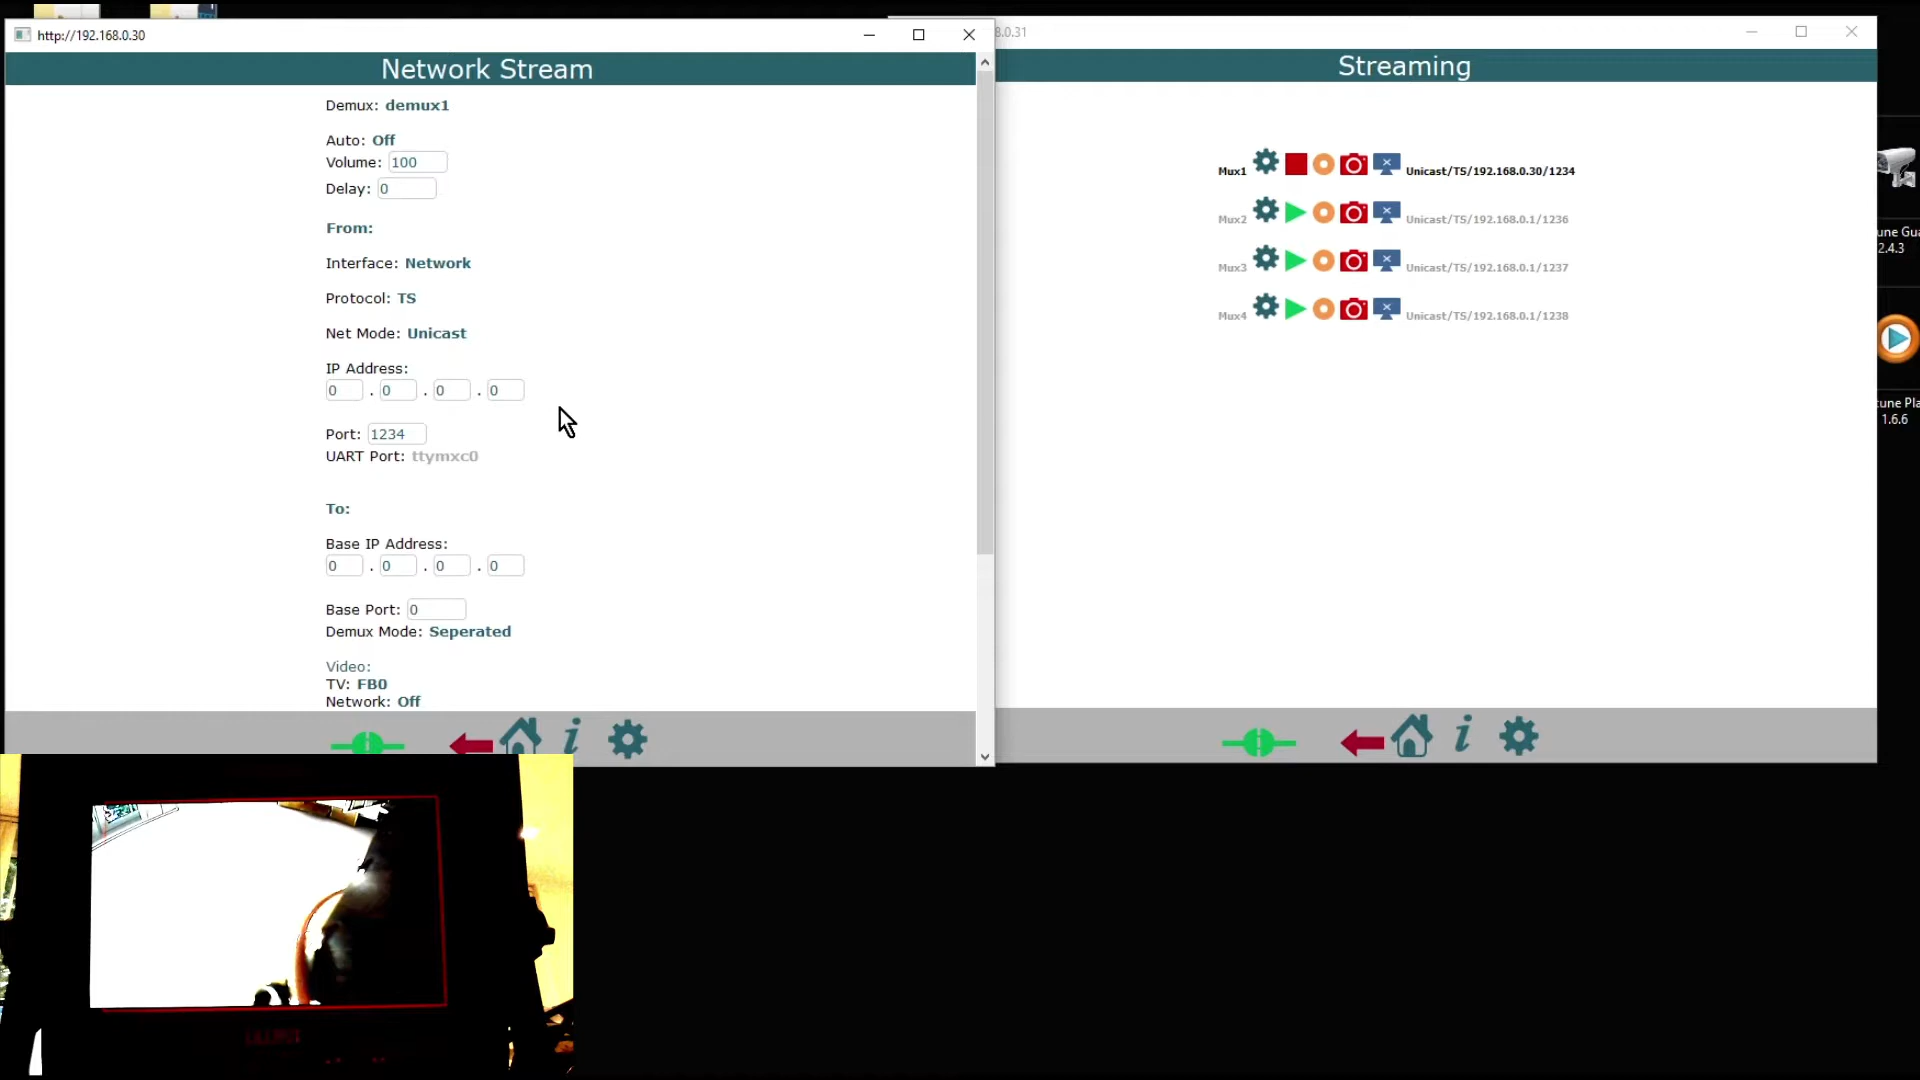 http://192.168.0.30
Network Stream
Demux: demux1
Auto: Off
Volume: 100
Delay: 0
From:
Interface: Network
Protocol: TS
Net Mode: Unicast
IP Address:
0 . 0 . 0 . 0
Port: 1234
UART Port: ttymxc0
To:
Base IP Address:
0 . 0 . 0 . 0
Base Port: 0
Demux Mode: Seperated
Video:
TV: FB0
Network: Off
8.0.31
Streaming
Mux1 Unicast/TS/192.168.0.30/1234
Mux2 Unicast/TS/192.168.0.1/1236
Mux3 Unicast/TS/192.168.0.1/1237
Mux4 Unicast/TS/192.168.0.1/1238
une Gua
2.4.3
une Pla
1.6.6